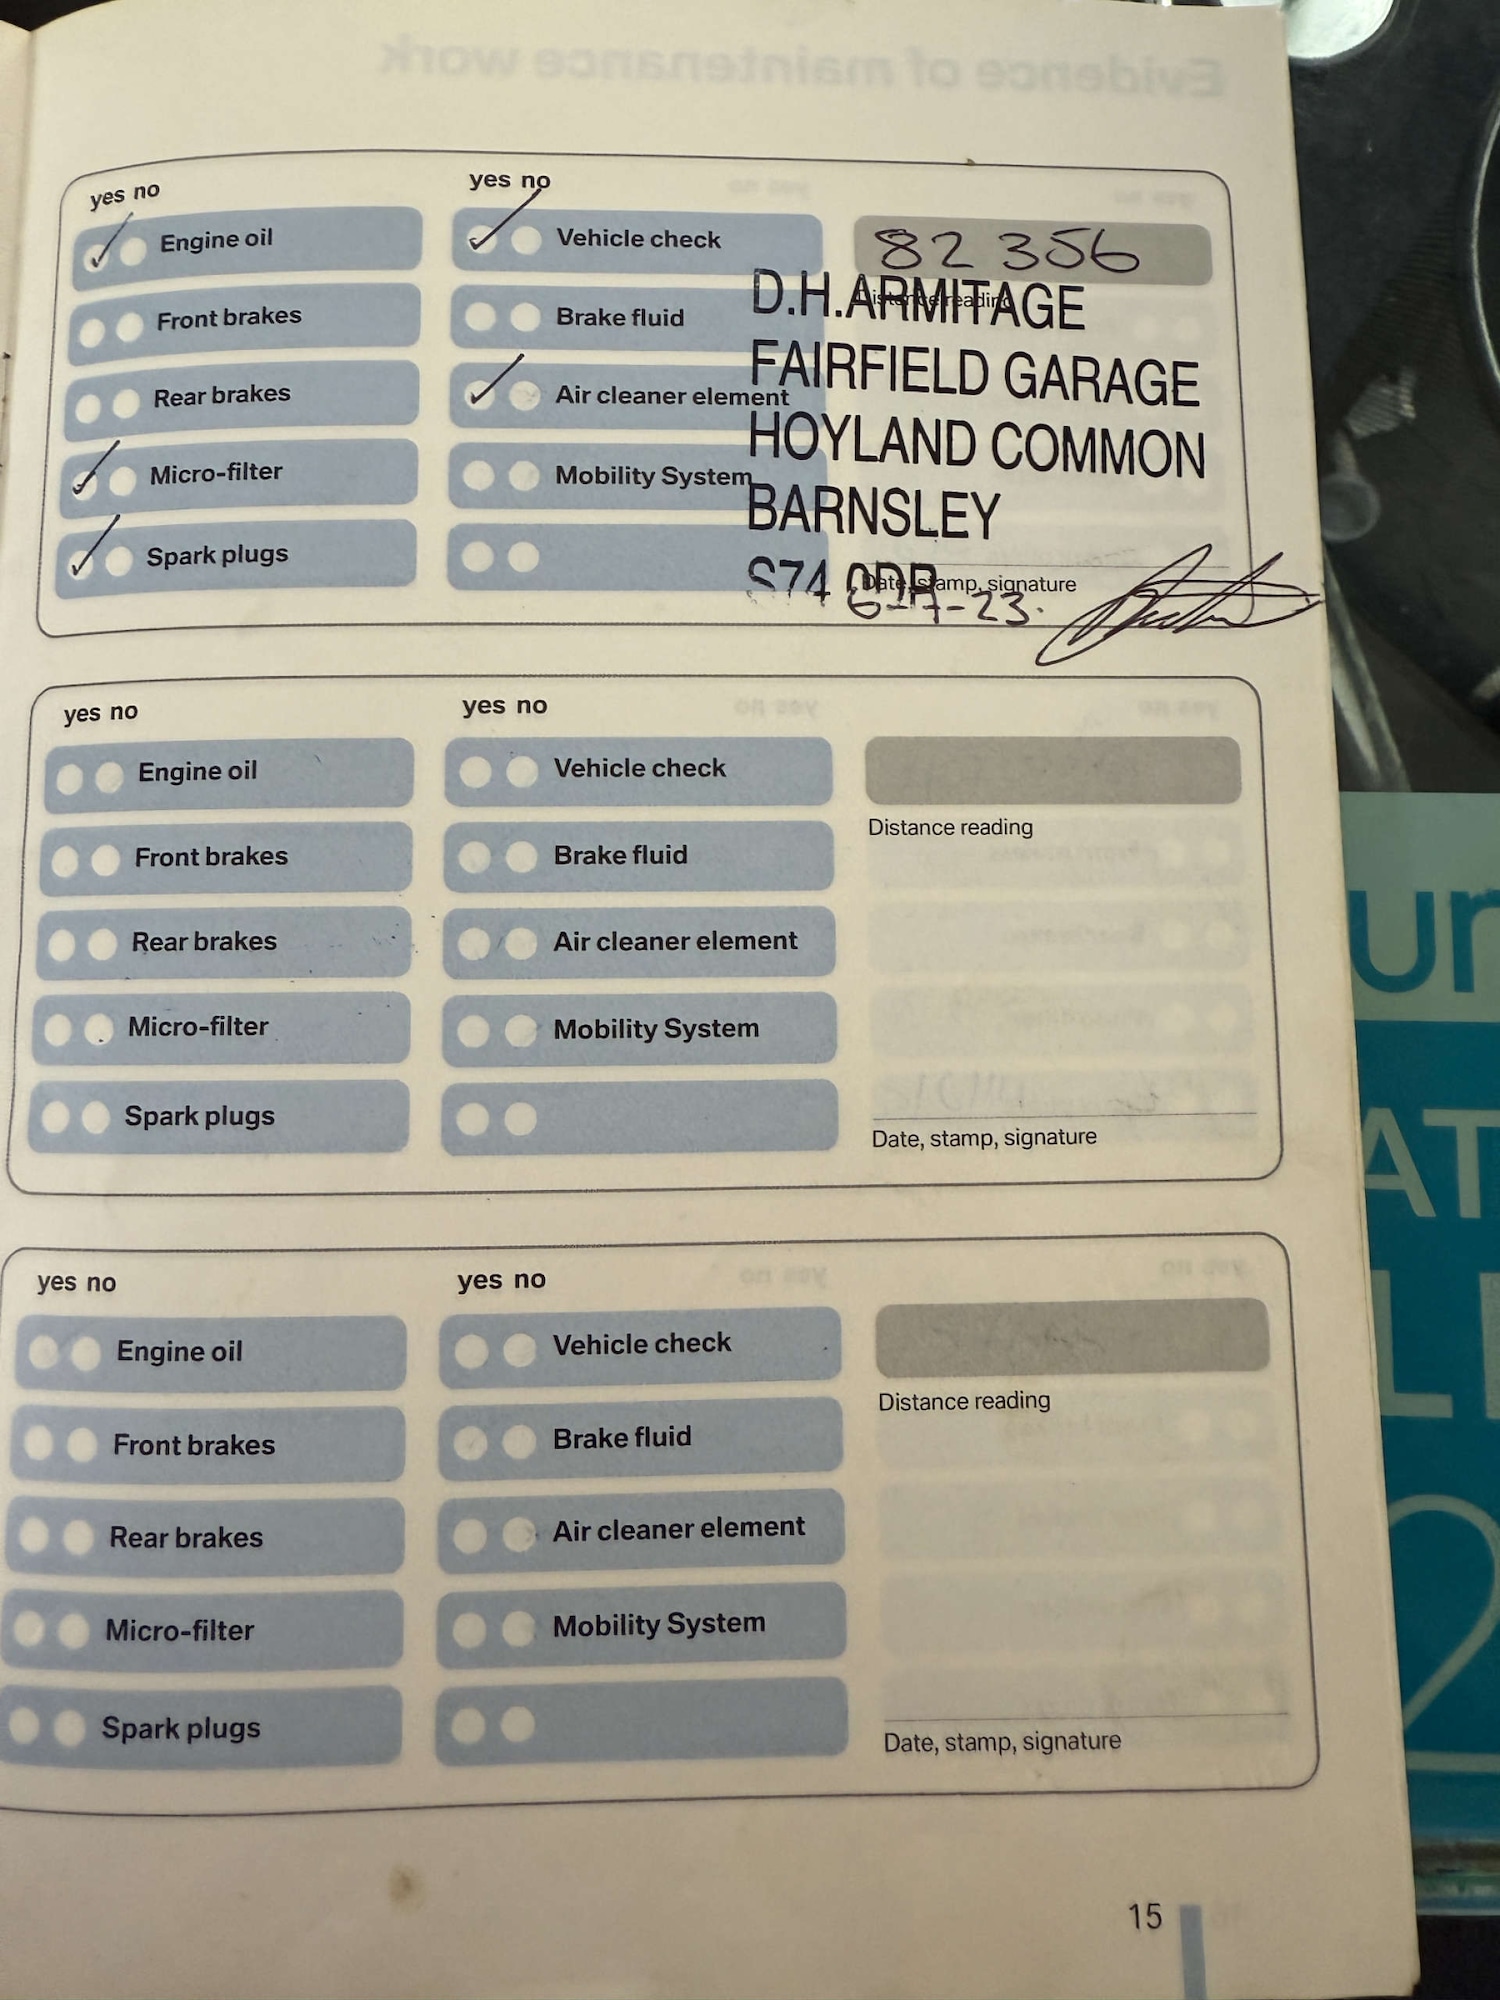 Evidence of maintenance work
yes no
yes no
Engine oil
Vehicle check
82 356
Distance reading
Front brakes
Brake fluid
D.H.ARMITAGE
FAIRFIELD GARAGE
Rear brakes
Air cleaner element
HOYLAND COMMON
Micro-filter
Mobility System
BARNSLEY
Spark plugs
S74
Date, stamp, signature
yes no
yes no
Engine oil
Vehicle check
Distance reading
Front brakes
Brake fluid
Rear brakes
Air cleaner element
Micro-filter
Mobility System
Spark plugs
Date, stamp, signature
yes no
yes no
Engine oil
Vehicle check
Distance reading
Front brakes
Brake fluid
Rear brakes
Air cleaner element
Micro-filter
Mobility System
Spark plugs
Date, stamp, signature
15
ur
AT
2